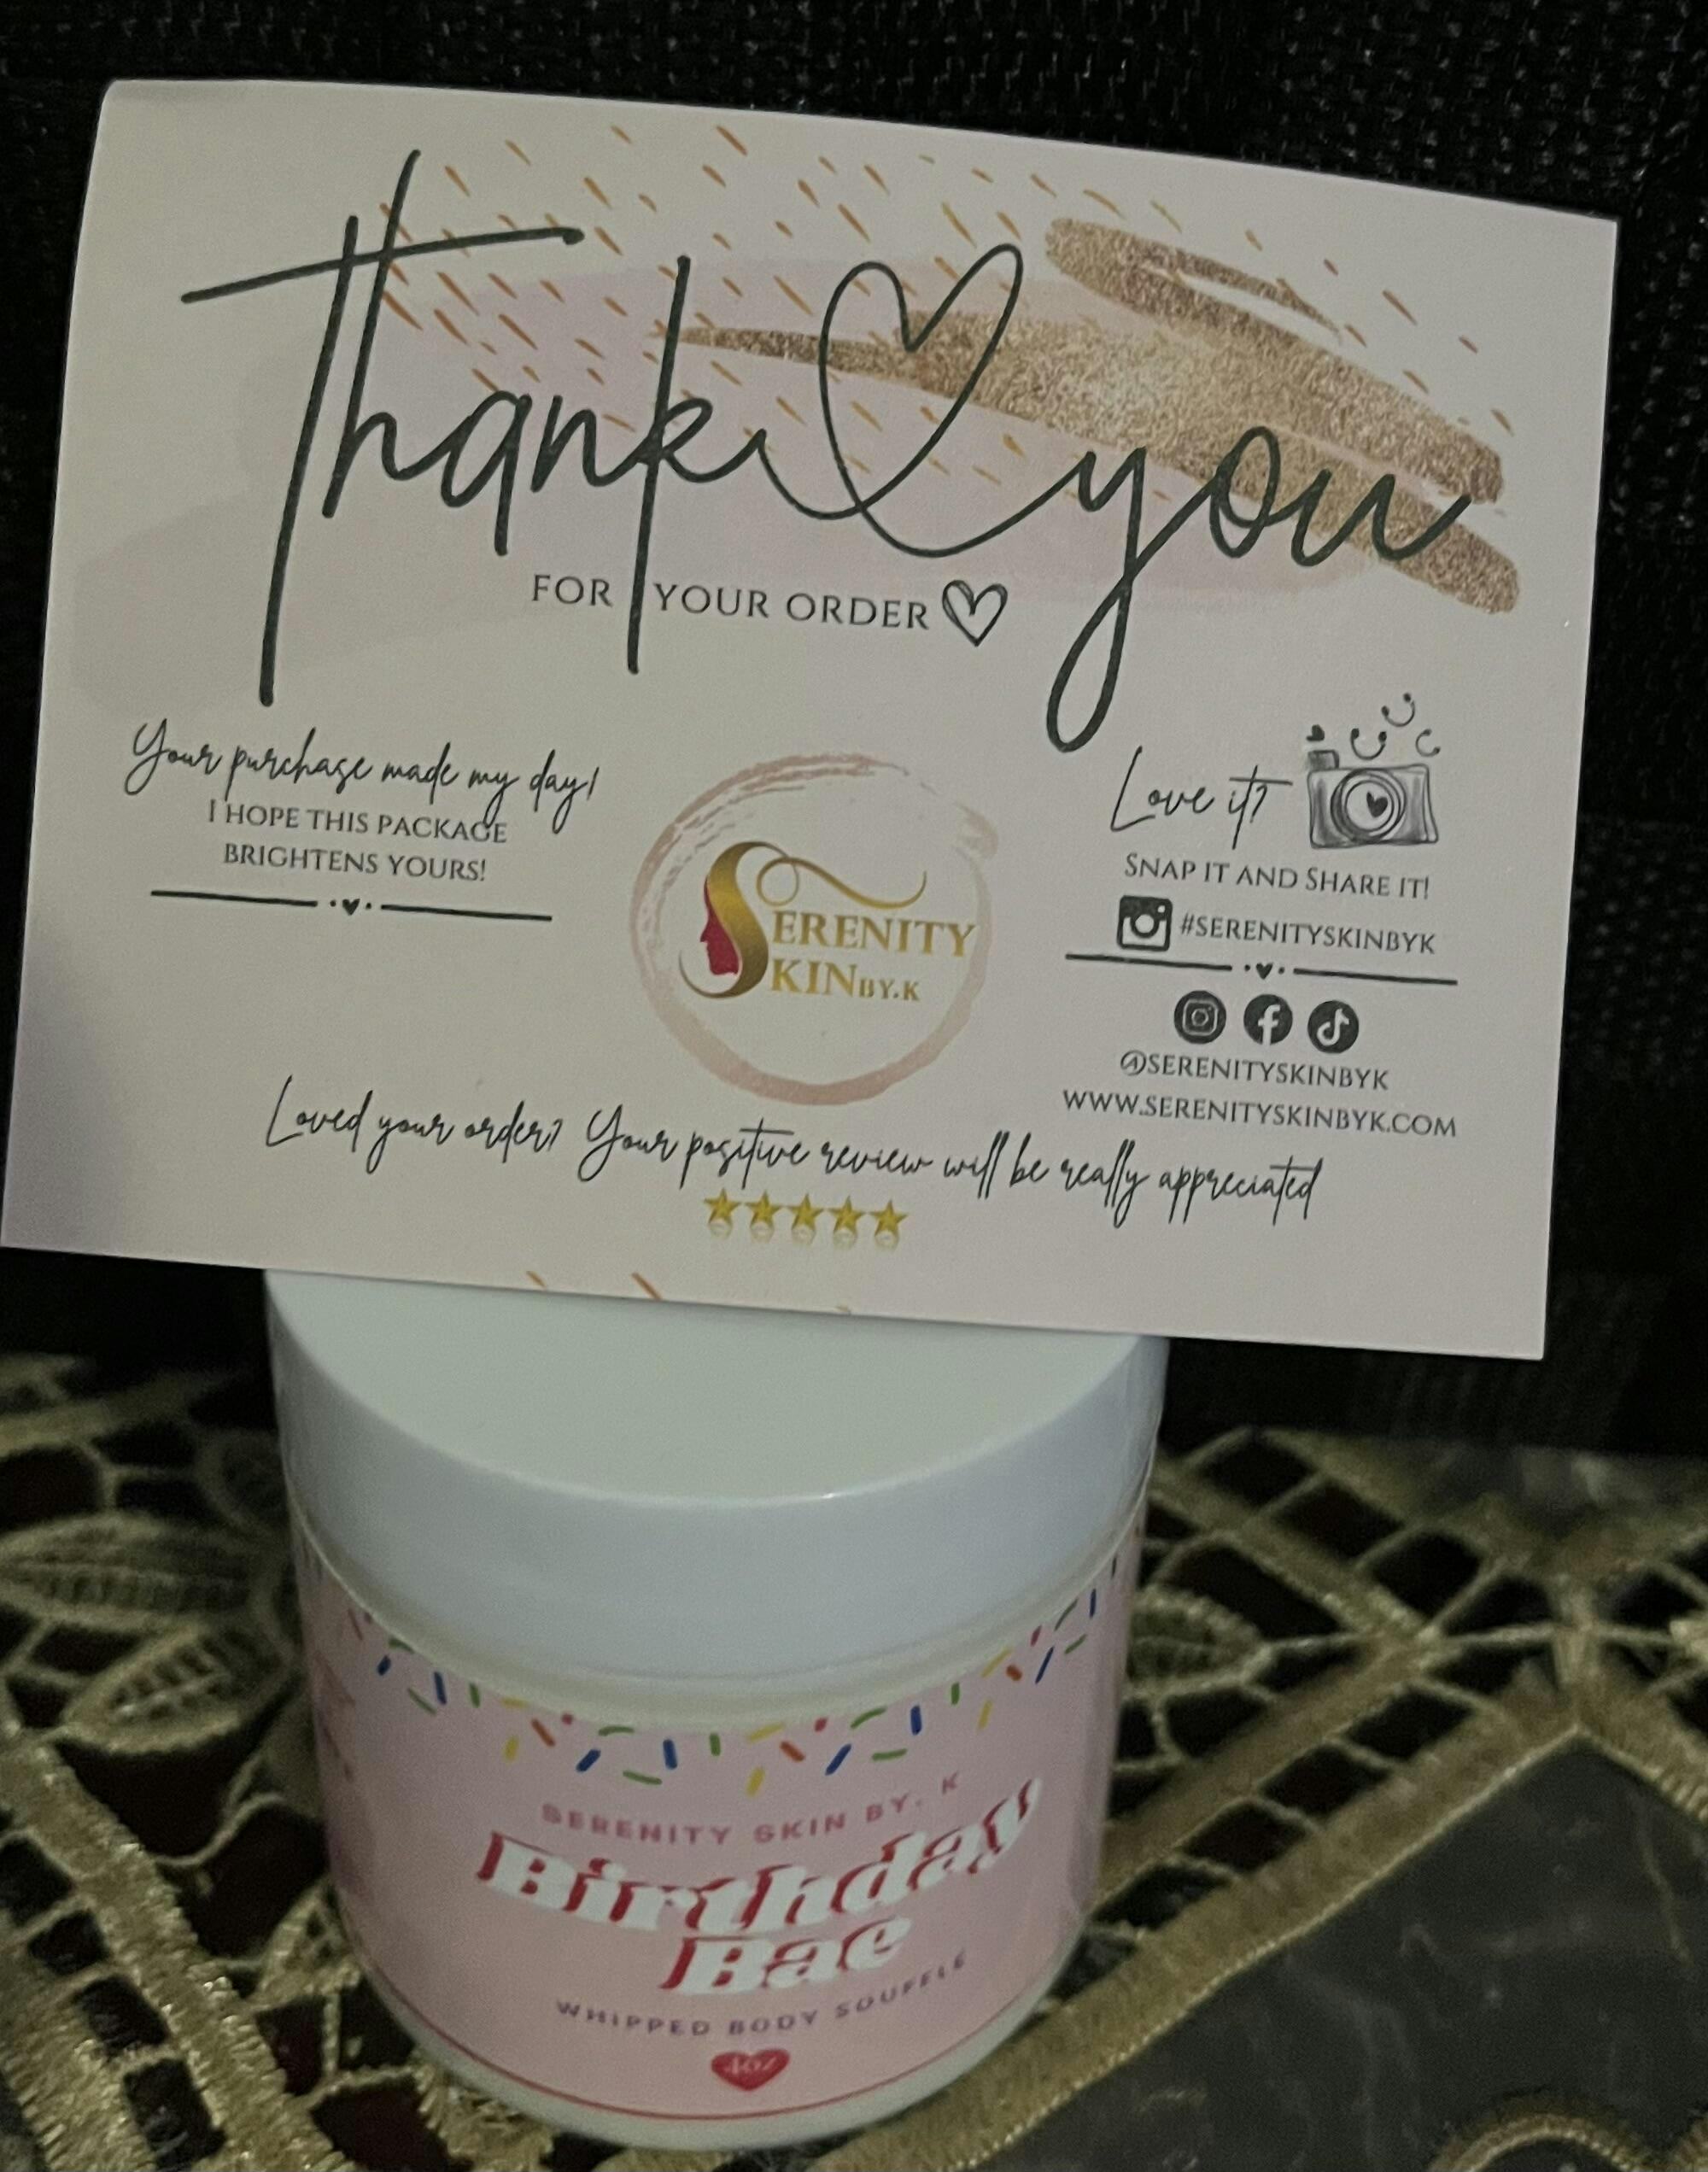 Thank you
FOR YOUR ORDER
Your purchase made my day!
I HOPE THIS PACKAGE
BRIGHTENS YOURS!
SERENITY
SKIN BY.K
Love it?
SNAP IT AND SHARE IT!
#SERENITYSKINBYK
@SERENITYSKINBYK
WWW.SERENITYSKINBYK.COM
Loved your order? Your positive review will be really appreciated
SERENITY SKIN BY. K
Birthday
Bae
WHIPPED BODY SOUFFLE
4oz